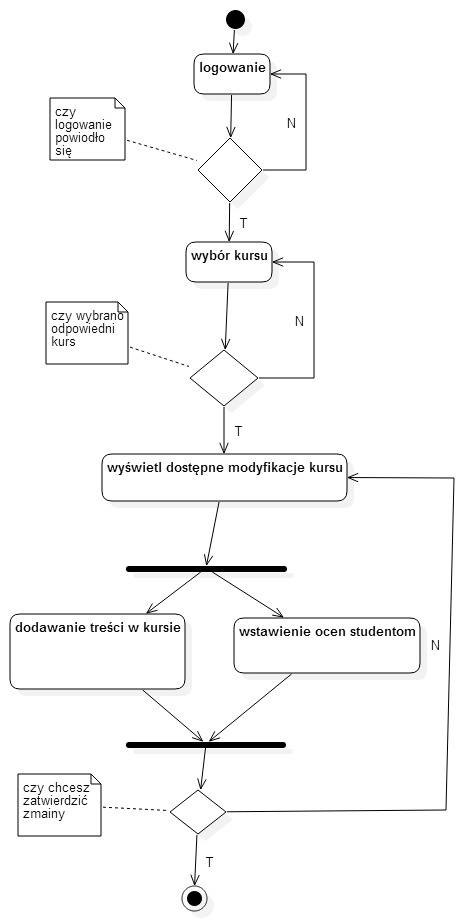 logowanie
czy
logowanie
powiodło
się
N
T
wybór kursu
czy wybrano
odpowiedni
kurs
N
T
wyświetl dostępne modyfikacje kursu
dodawanie treści w kursie
wstawienie ocen studentom
N
czy chcesz
zatwierdzić
zmainy
T